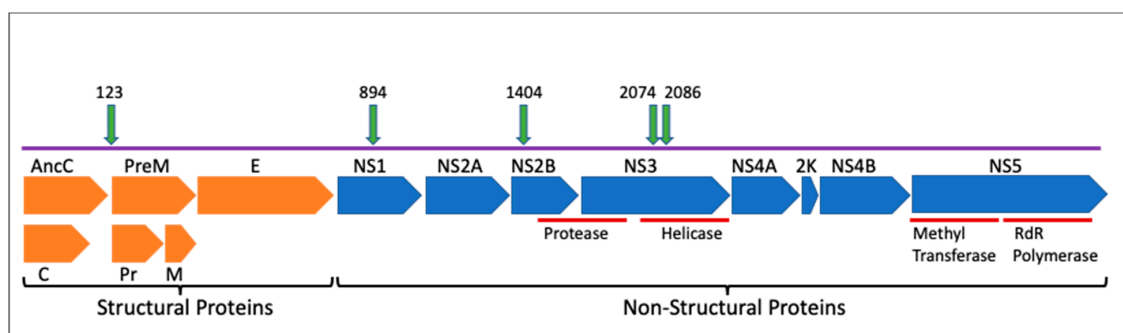 123 894 1404 2074 2086
AncC PreM E NS1 NS2A NS2B NS3 NS4A 2K NS4B NS5
Protease Helicase Methyl RdR
Transferase Polymerase
C Pr M
Structural Proteins Non-Structural Proteins